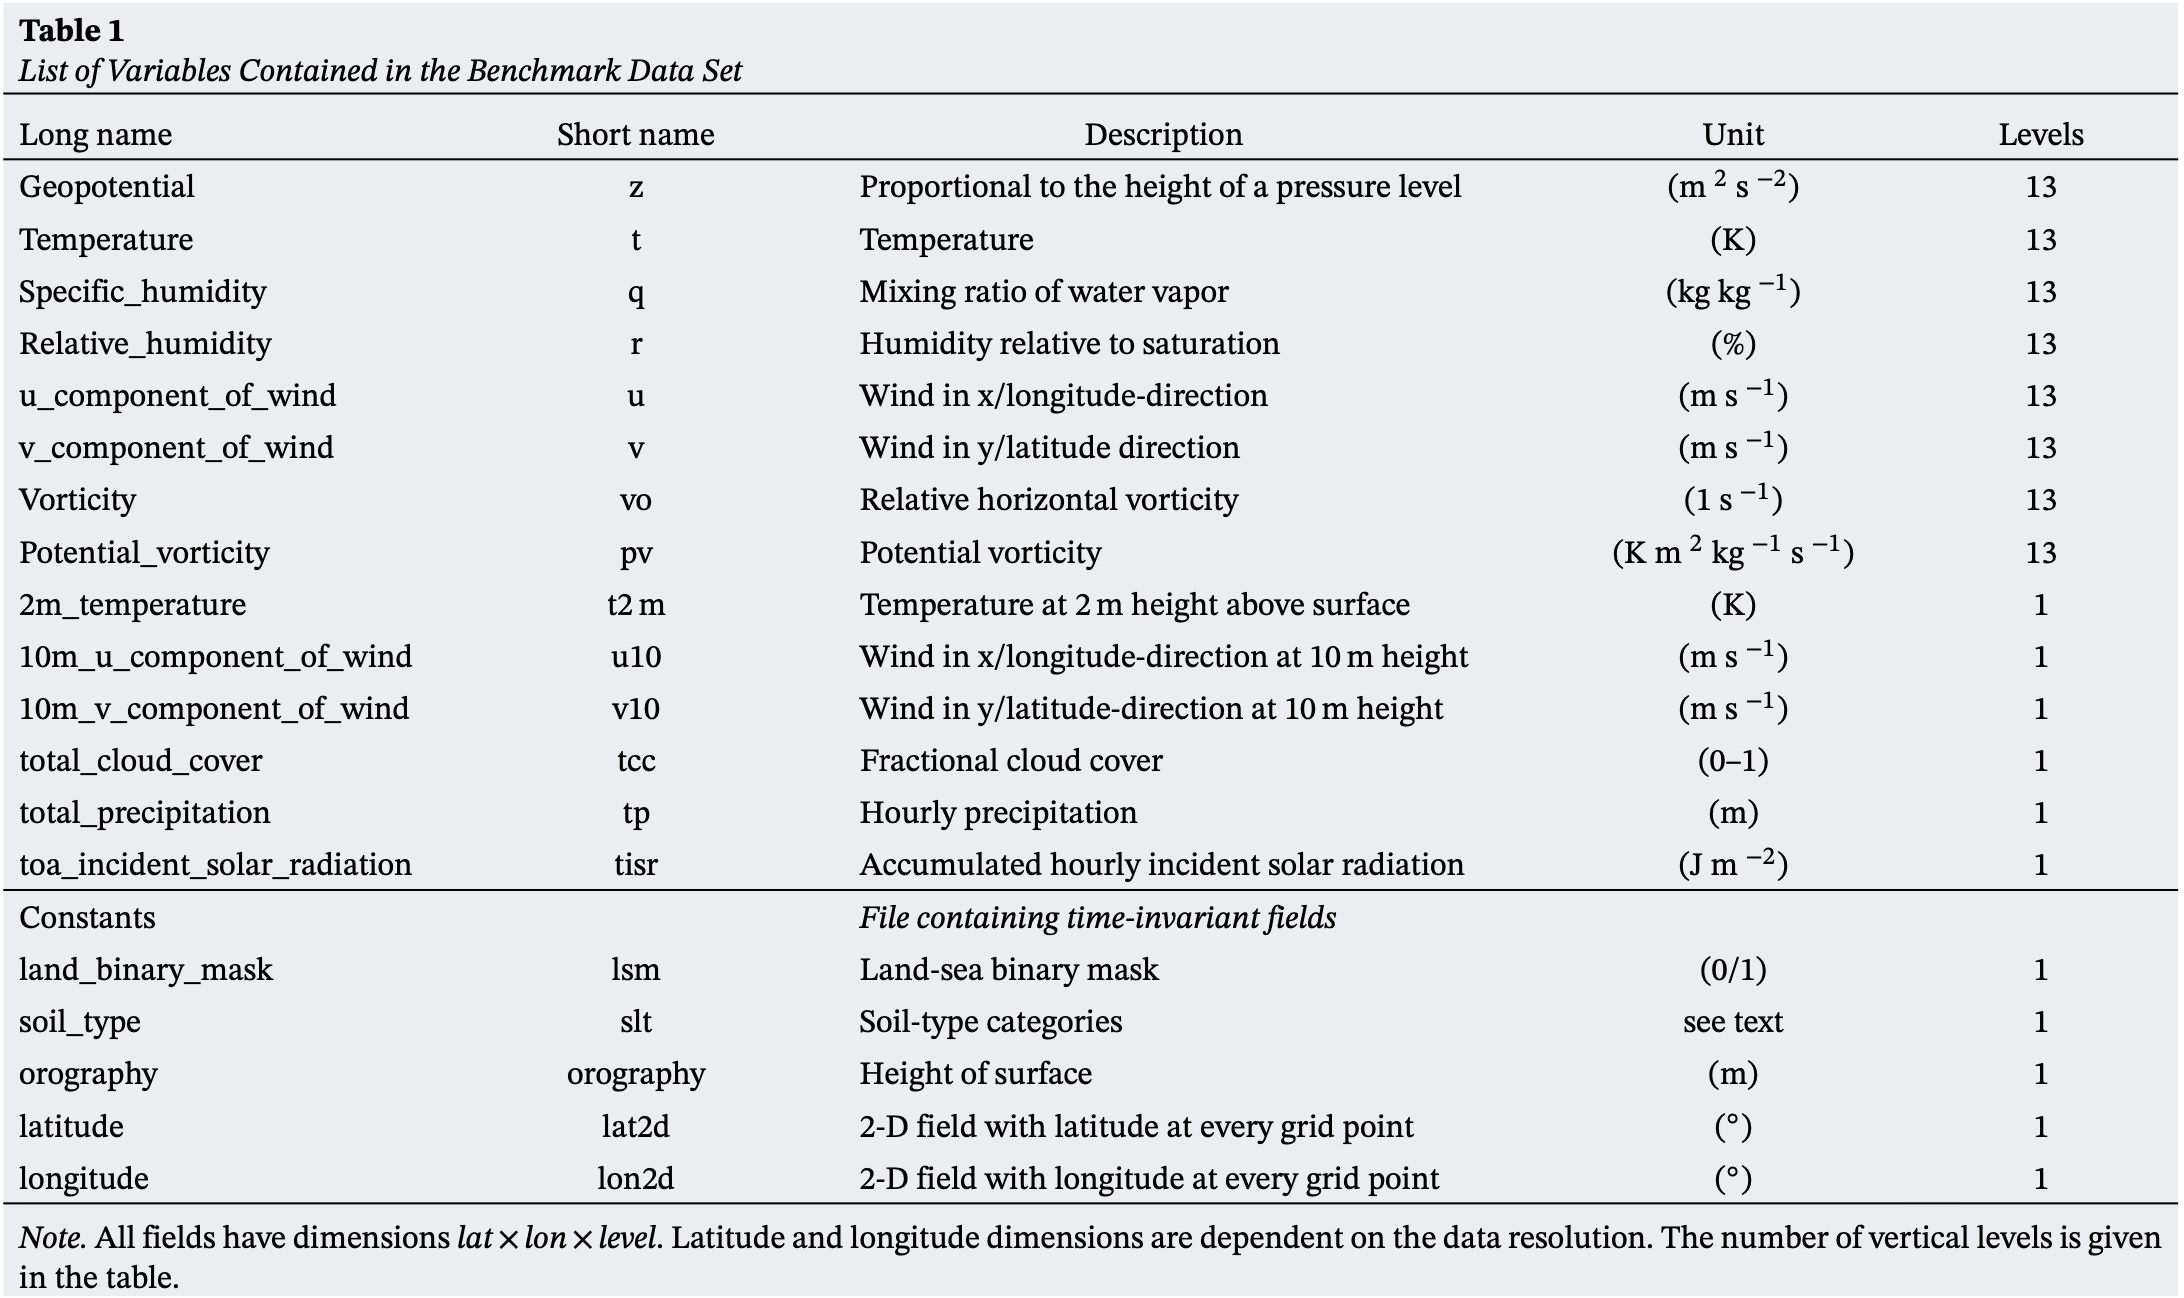 Table 1
List of Variables Contained in the Benchmark Data Set
Long name Short name Description Unit Levels
Geopotential z Proportional to the height of a pressure level (m ² s ⁻²) 13
Temperature t Temperature (K) 13
Specific_humidity q Mixing ratio of water vapor (kg kg ⁻¹) 13
Relative_humidity r Humidity relative to saturation (%) 13
u_component_of_wind u Wind in x/longitude-direction (m s ⁻¹) 13
v_component_of_wind v Wind in y/latitude direction (m s ⁻¹) 13
Vorticity vo Relative horizontal vorticity (1 s ⁻¹) 13
Potential_vorticity pv Potential vorticity (K m ² kg ⁻¹ s ⁻¹) 13
2m_temperature t2 m Temperature at 2 m height above surface (K) 1
10m_u_component_of_wind u10 Wind in x/longitude-direction at 10 m height (m s ⁻¹) 1
10m_v_component_of_wind v10 Wind in y/latitude-direction at 10 m height (m s ⁻¹) 1
total_cloud_cover tcc Fractional cloud cover (0–1) 1
total_precipitation tp Hourly precipitation (m) 1
toa_incident_solar_radiation tisr Accumulated hourly incident solar radiation (J m ⁻²) 1
Constants File containing time-invariant fields
land_binary_mask lsm Land-sea binary mask (0/1) 1
soil_type slt Soil-type categories see text 1
orography orography Height of surface (m) 1
latitude lat2d 2-D field with latitude at every grid point (°) 1
longitude lon2d 2-D field with longitude at every grid point (°) 1
Note. All fields have dimensions lat × lon × level. Latitude and longitude dimensions are dependent on the data resolution. The number of vertical levels is given
in the table.